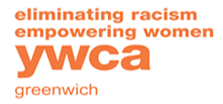 eliminating racism
empowering women
ywca
greenwich